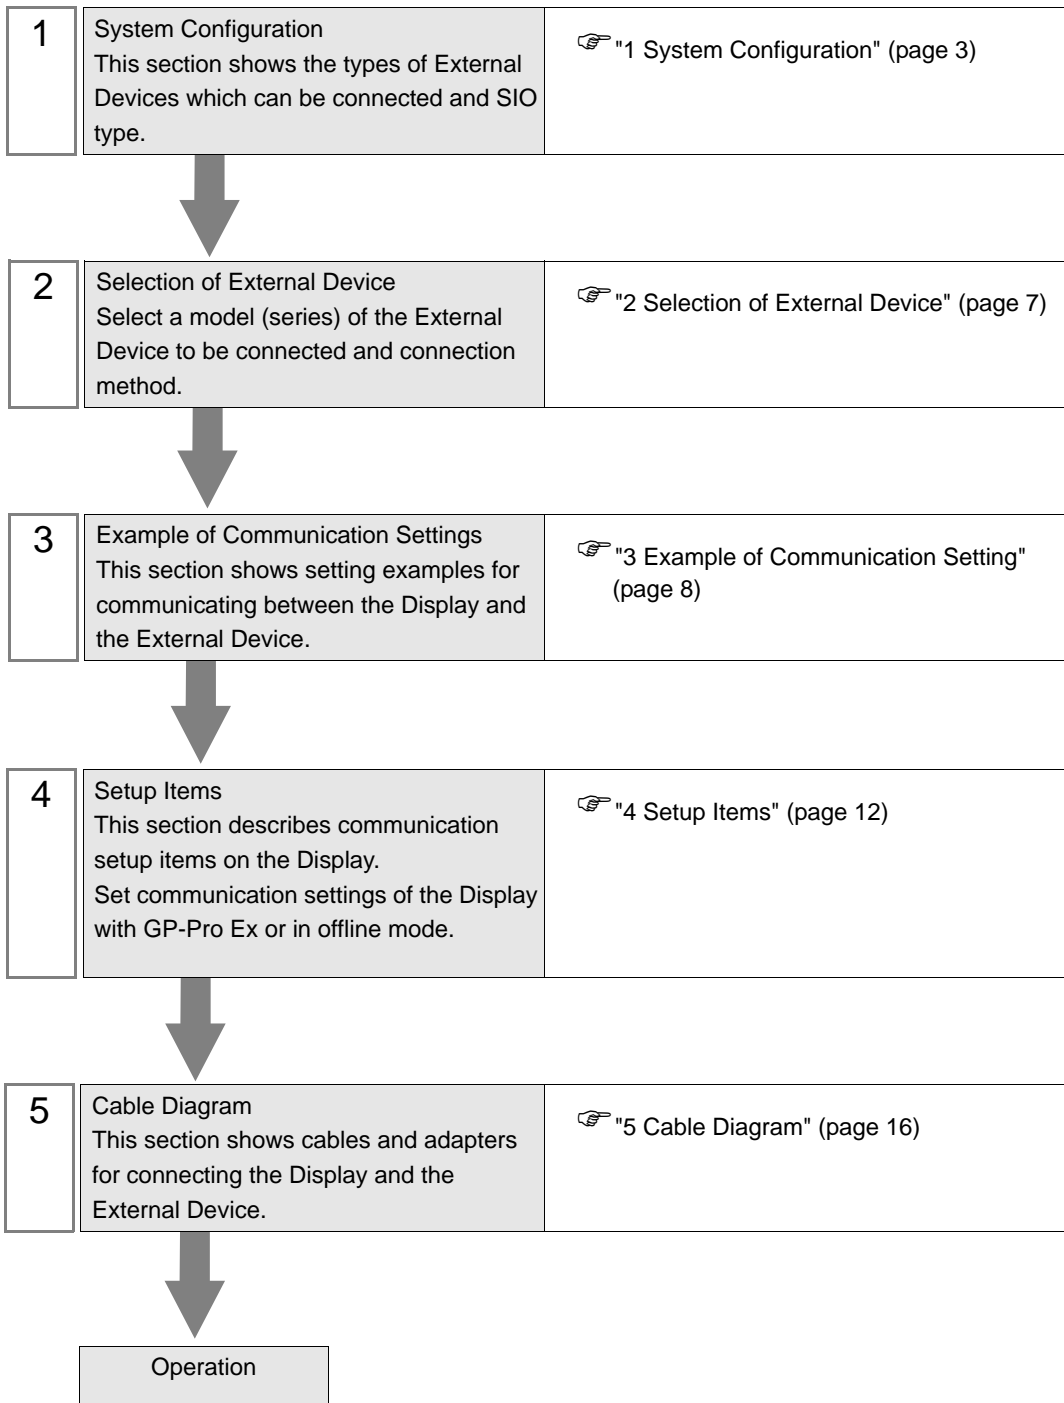 1
System Configuration
This section shows the types of External
Devices which can be connected and SIO
type.
"1 System Configuration" (page 3)
2
Selection of External Device
Select a model (series) of the External
Device to be connected and connection
method.
"2 Selection of External Device" (page 7)
3
Example of Communication Settings
This section shows setting examples for
communicating between the Display and
the External Device.
"3 Example of Communication Setting"
(page 8)
4
Setup Items
This section describes communication
setup items on the Display.
Set communication settings of the Display
with GP-Pro Ex or in offline mode.
"4 Setup Items" (page 12)
5
Cable Diagram
This section shows cables and adapters
for connecting the Display and the
External Device.
"5 Cable Diagram" (page 16)
Operation